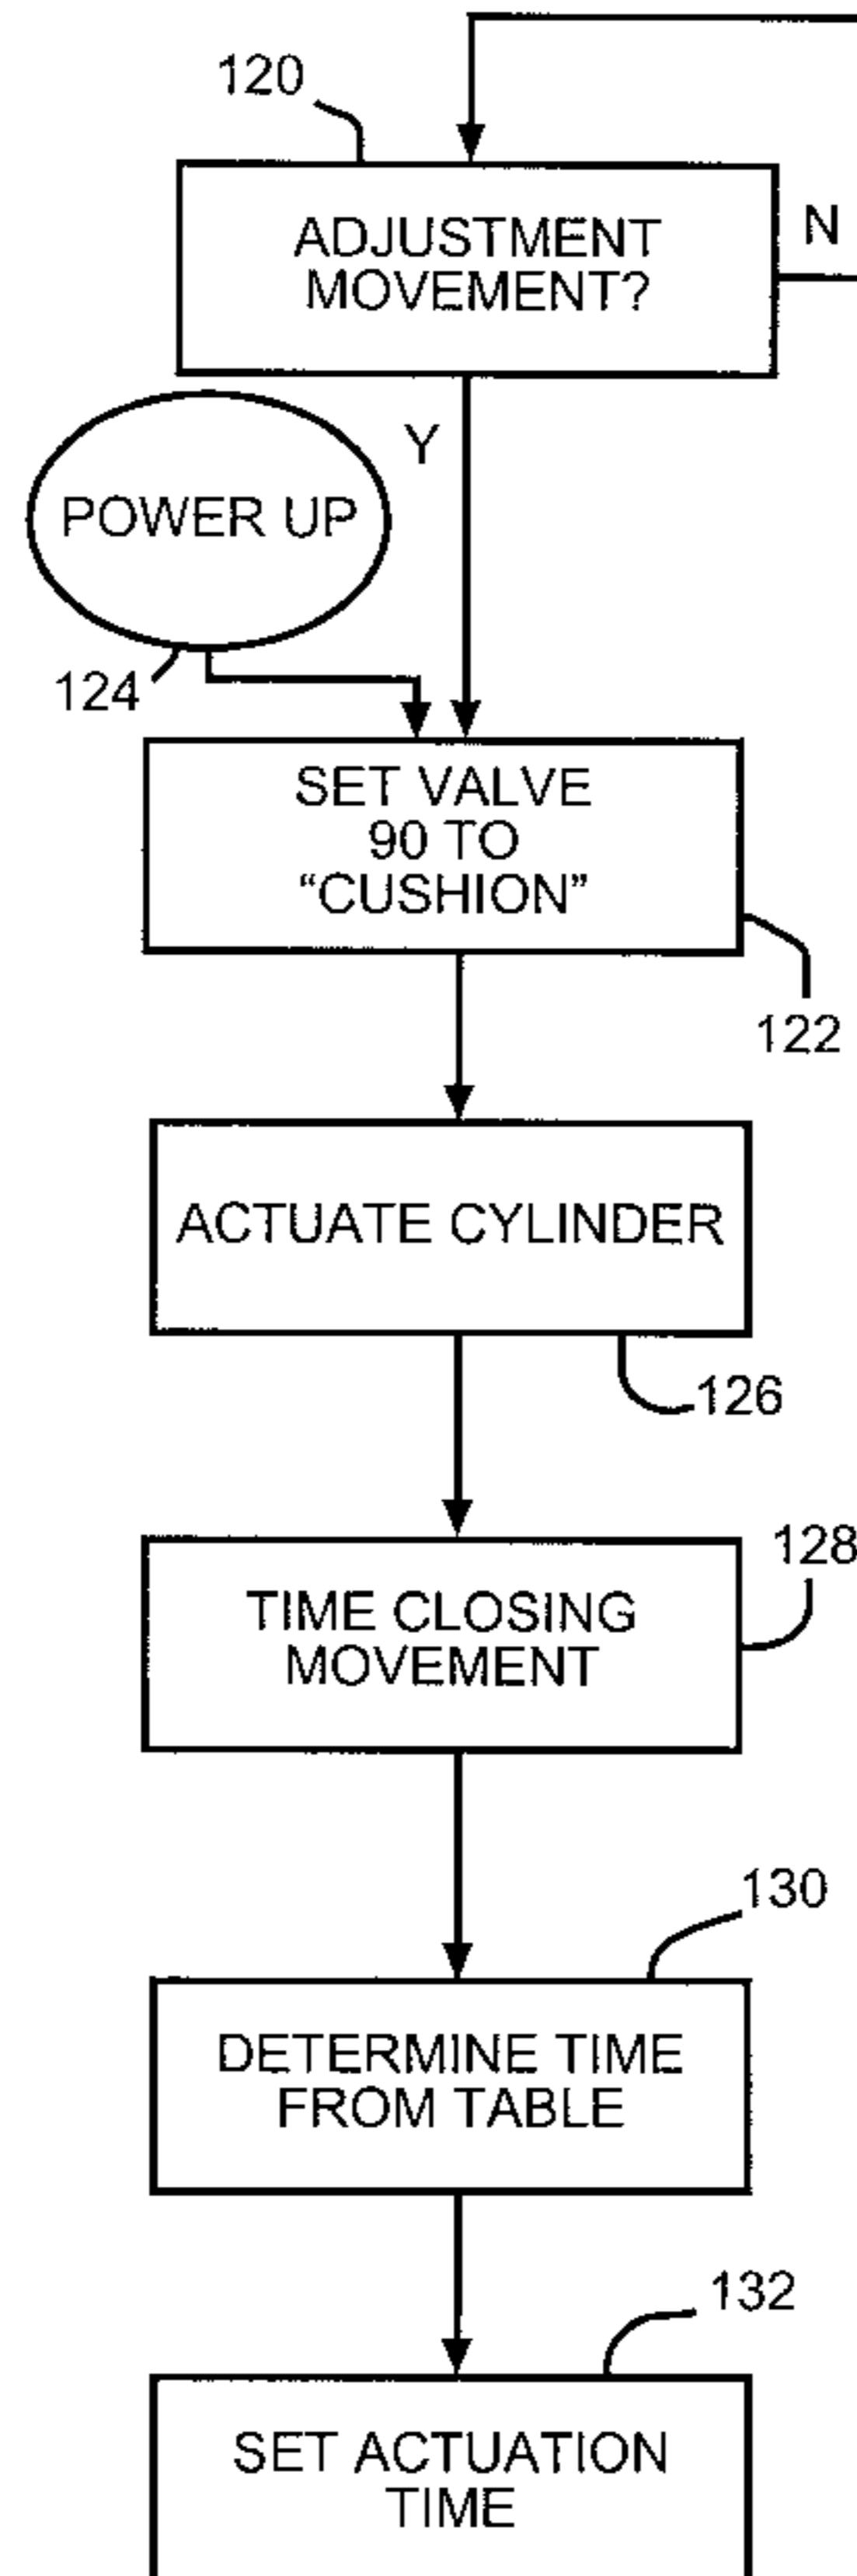 120
ADJUSTMENT
MOVEMENT?
N
Y
POWER UP
124
SET VALVE
90 TO
“CUSHION”
122
ACTUATE CYLINDER
126
128
TIME CLOSING
MOVEMENT
130
DETERMINE TIME
FROM TABLE
132
SET ACTUATION
TIME